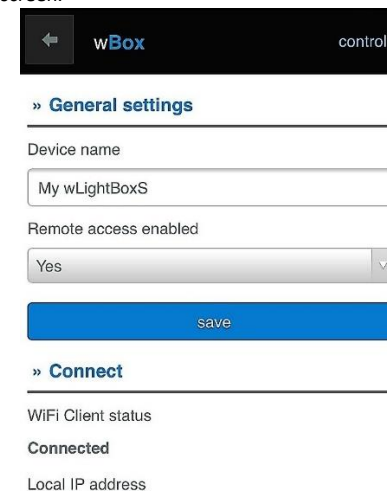 screen.
wBox control
» General settings
Device name
My wLightBoxS
Remote access enabled
Yes
save
» Connect
WiFi Client status
Connected
Local IP address